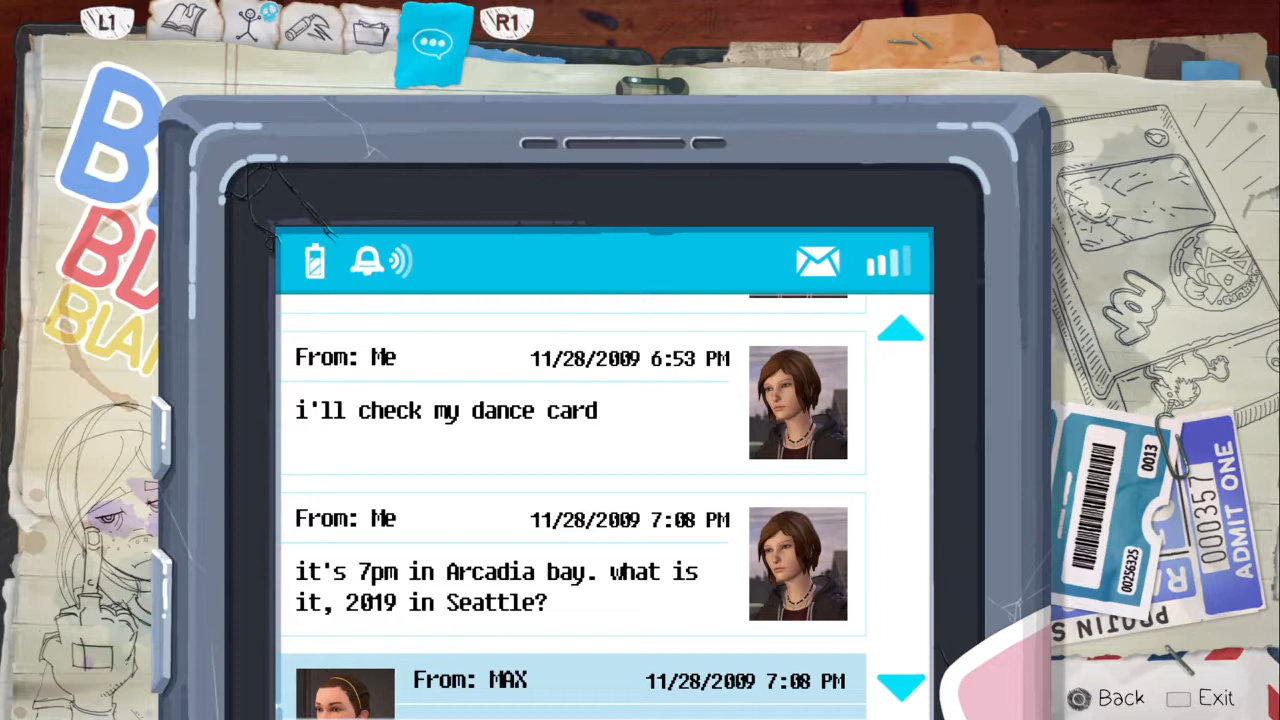 L1
R1
From: Me 11/28/2009 6:53 PM
i'll check my dance card
From: Me 11/28/2009 7:08 PM
it's 7pm in Arcadia bay. what is
it, 2019 in Seattle?
From: MAX 11/28/2009 7:08 PM
0013
00256325
000357
ADMIT ONE
Back
Exit